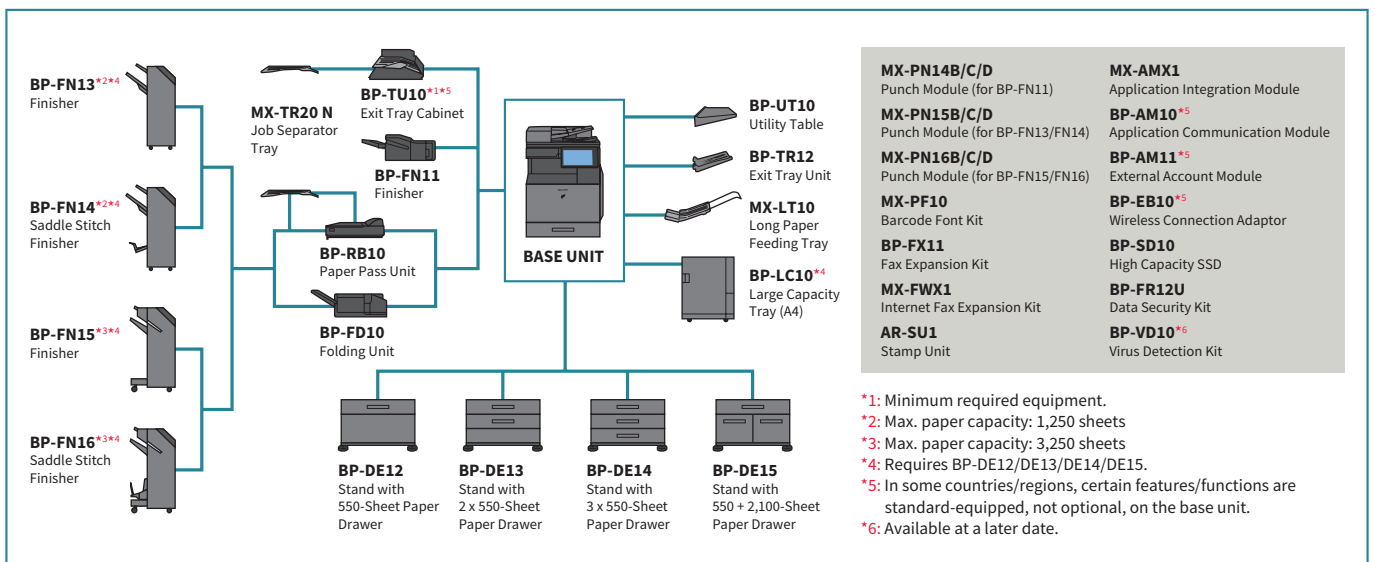 BP-FN13*2*4
Finisher
BP-FN14*2*4
Saddle Stitch
Finisher
BP-FN15*3*4
Finisher
BP-FN16*3*4
Saddle Stitch
Finisher
MX-TR20 N
Job Separator
Tray
BP-TU10*1*5
Exit Tray Cabinet
BP-FN11
Finisher
BP-RB10
Paper Pass Unit
BP-FD10
Folding Unit
BASE UNIT
BP-UT10
Utility Table
BP-TR12
Exit Tray Unit
MX-LT10
Long Paper
Feeding Tray
BP-LC10*4
Large Capacity
Tray (A4)
BP-DE12
Stand with
550-Sheet Paper
Drawer
BP-DE13
Stand with
2 x 550-Sheet
Paper Drawer
BP-DE14
Stand with
3 x 550-Sheet
Paper Drawer
BP-DE15
Stand with
550 + 2,100-Sheet
Paper Drawer
MX-PN14B/C/D
Punch Module (for BP-FN11)
MX-PN15B/C/D
Punch Module (for BP-FN13/FN14)
MX-PN16B/C/D
Punch Module (for BP-FN15/FN16)
MX-PF10
Barcode Font Kit
BP-FX11
Fax Expansion Kit
MX-FWX1
Internet Fax Expansion Kit
AR-SU1
Stamp Unit
MX-AMX1
Application Integration Module
BP-AM10*5
Application Communication Module
BP-AM11*5
External Account Module
BP-EB10*5
Wireless Connection Adaptor
BP-SD10
High Capacity SSD
BP-FR12U
Data Security Kit
BP-VD10*6
Virus Detection Kit
*1: Minimum required equipment.
*2: Max. paper capacity: 1,250 sheets
*3: Max. paper capacity: 3,250 sheets
*4: Requires BP-DE12/DE13/DE14/DE15.
*5: In some countries/regions, certain features/functions are
standard-equipped, not optional, on the base unit.
*6: Available at a later date.